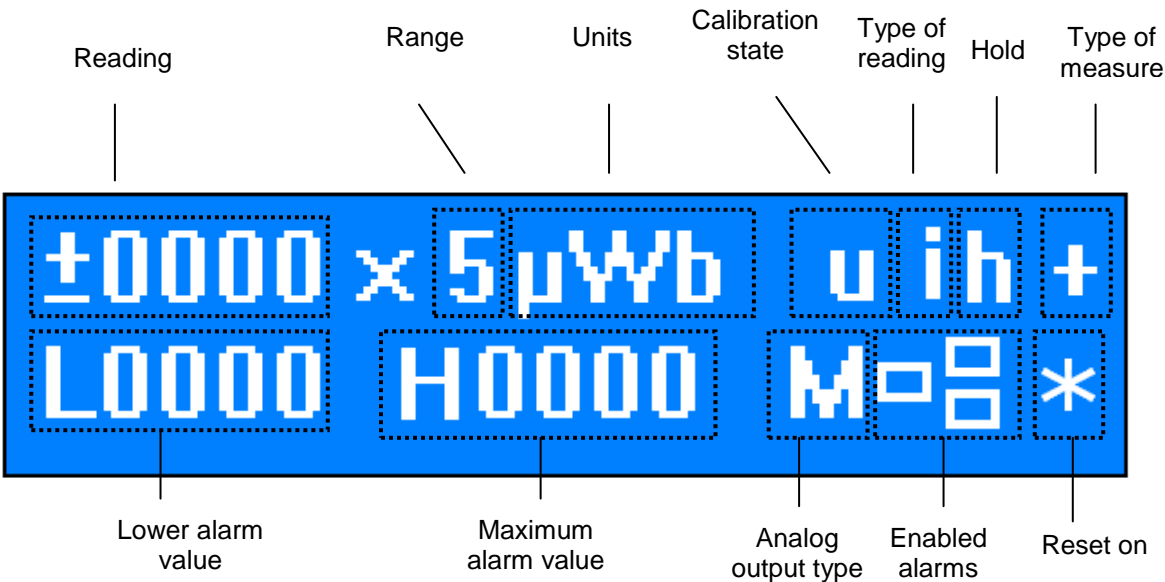 Reading
Range
Units
Calibration
state
Type of
reading
Hold
Type of
measure
±0000 x 5µWb u i h +
L0000 H0000 M *
Lower alarm
value
Maximum
alarm value
Analog
output type
Enabled
alarms
Reset on